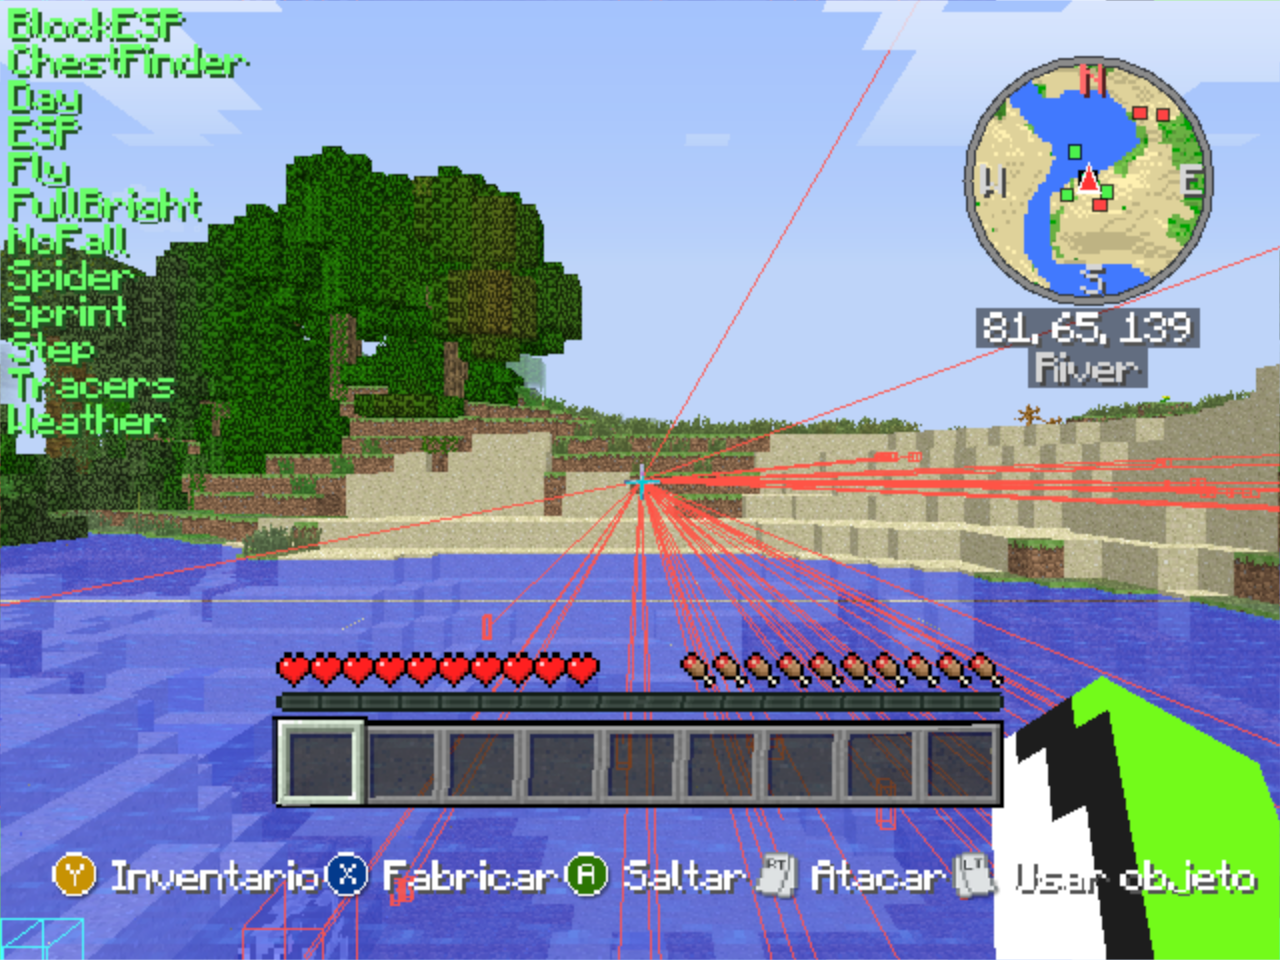 BlockESP
ChestFinder
Day
ESP
Fly
FullBright
NoFall
Spider
Sprint
Step
Tracers
Weather
N
W E
S
81, 65, 139
River
Y Inventario X Fabricar A Saltar RT Atacar LT Usar objeto